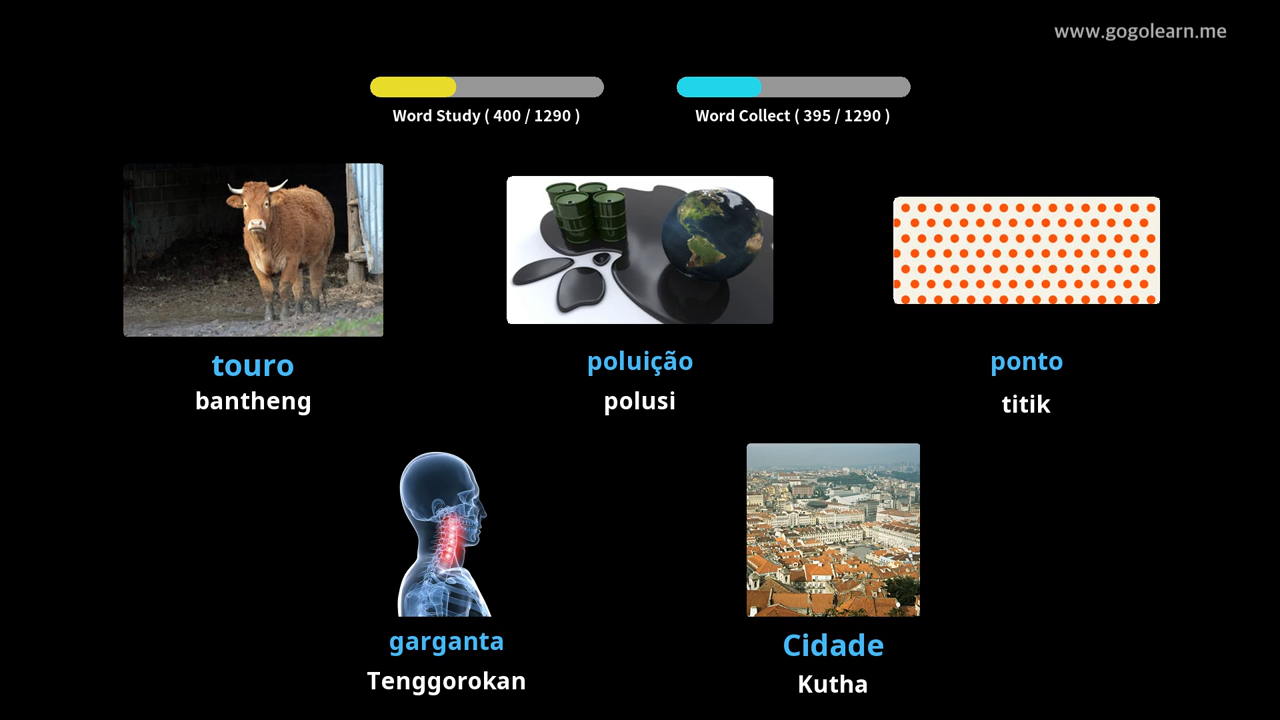 www.gogolearn.me
Word Study ( 400 / 1290 )
Word Collect ( 395 / 1290 )
touro
bantheng
poluição
polusi
ponto
titik
garganta
Tenggorokan
Cidade
Kutha